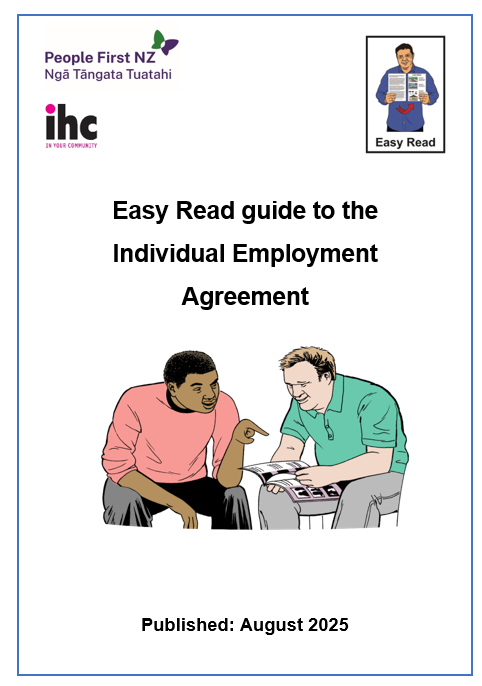 People First NZ
Ngā Tāngata Tuatahi
ihc
IN YOUR COMMUNITY
Easy Read
Easy Read guide to the
Individual Employment
Agreement
Published: August 2025